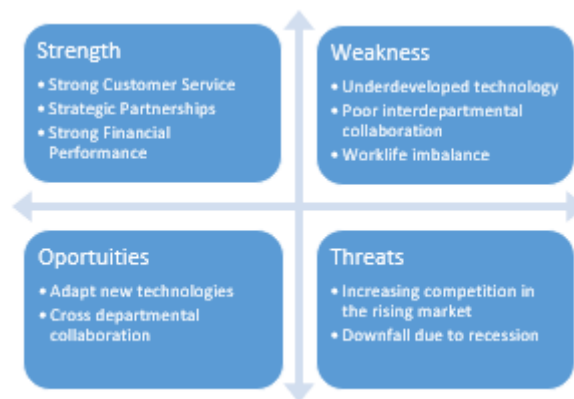 Strength
• Strong Customer Service
• Strategic Partnerships
• Strong Financial
Performance
Weakness
• Underdeveloped technology
• Poor interdepartmental
collaboration
• Worklife imbalance
Oportuities
• Adapt new technologies
• Cross departmental
collaboration
Threats
• Increasing competition in
the rising market
• Downfall due to recession